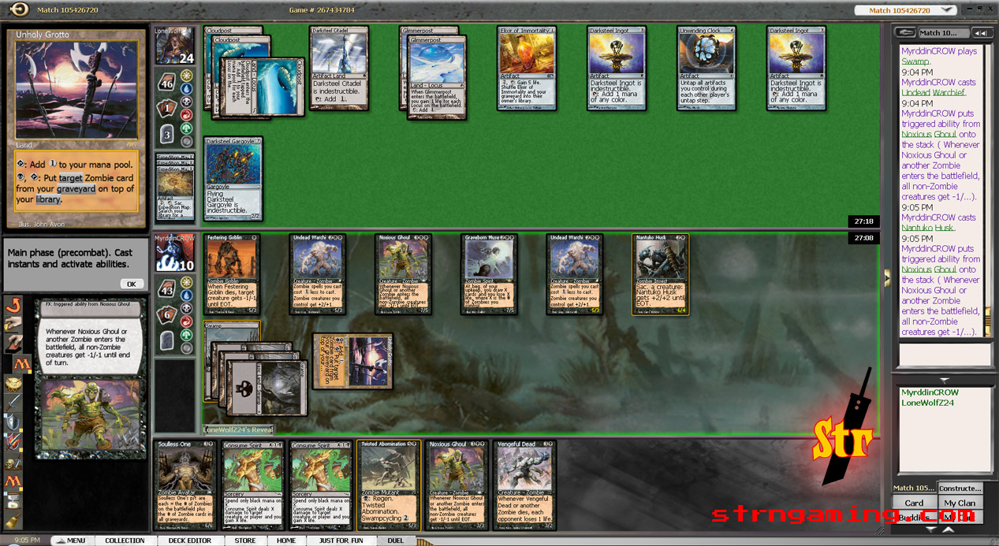 Match 105426720
Game # 267434784
Match 105426720
Unholy Grotto
Land
: Add 1 to your mana pool.
, : Put target Zombie card
from your graveyard on top of
your library.
Illus. John Avon
Main phase (precombat). Cast
instants and activate abilities.
OK
FX: triggered ability from Noxious Ghoul
Whenever Noxious Ghoul or
another Zombie enters the
battlefield, all non-Zombie
creatures get -1/-1 until end
of turn.
24
46
1
3
MyrddinCROW
10
43
6
Cloudpost
Cloudpost
Cloudpost
Darksteel Citadel
Artifact Land
Darksteel Citadel
is indestructible.
: Add 1.
Glimmerpost
Glimmerpost
Land - Locus
When Glimmerpost
enters the battlefield,
you gain 1 life for each
Locus on the battlefield.
: Add 1.
Elixir of Immortality 1
Artifact
2, : Gain 5 life.
Shuffle Elixir of
Immortality and your
graveyard into their
owner's library.
Darksteel Ingot 3
Artifact
Darksteel Ingot is
indestructible.
: Add 1 mana
of any color.
Unwinding Clock 4
Artifact
Untap all artifacts
you control during
each other player's
untap step.
Darksteel Ingot 3
Artifact
Darksteel Ingot is
indestructible.
: Add 1 mana
of any color.
Darksteel Gargoyle 7
Gargoyle
Flying
Darksteel
Gargoyle is
indestructible.
2/2
27:18
27:08
Festering Goblin
Zombie Goblin
When Festering
Goblin dies, target
creature gets -1/-1
until EOT.
5/3
Undead Warchi
Creature - Zombie
Zombie spells you cast
cost 1 less to cast.
Zombie creatures you
control get +2/+1.
5/3
Noxious Ghoul
Creature - Zombie
Whenever Noxious
Ghoul or another
Zombie enters the
battlefield, all
non-Zombie creatures
get -1/-1 until EOT.
7/5
Graveborn Muse
Zombie Spirit
At beg. of your
upkeep, you draw X
cards and you lose X
life, where X is the #
of Zombies you
control.
7/5
Undead Warchi
Creature - Zombie
Zombie spells you cast
cost 1 less to cast.
Zombie creatures you
control get +2/+1.
5/3
Nantuko Husk
Zombie Insect
Sac. a creature:
Nantuko Husk
gets +2/+2 until
EOT.
6/4
Swamp
Unholy Grotto
LoneWolfZ24's Reveal
Soulless One
Zombie Avatar
Soulless One's p/t are
each = the # of Zombies
on the battlefield plus
the # of Zombie cards in
all graveyards.
6/6
Consume Spirit
Sorcery
Spend only black mana on
X.
Consume Spirit deals X
damage to target
creature or player and you
gain X life.
Consume Spirit
Sorcery
Spend only black mana on
X.
Consume Spirit deals X
damage to target
creature or player and you
gain X life.
Twisted Abomination
Zombie Mutant
: Regen.
Twisted
Abomination.
Swampcycling 2
5/3
Noxious Ghoul
Creature - Zombie
Whenever Noxious Ghoul
or another Zombie enters
the battlefield, all
non-Zombie creatures get
-1/-1 until EOT.
3/3
Vengeful Dead
Creature - Zombie
Whenever Vengeful
Dead or another
Zombie dies, each
opponent loses 1 life.
3/2
Match 10...
MyrddinCROW plays
Swamp.
9:04 PM
MyrddinCROW casts
Undead Warchief.
9:04 PM
MyrddinCROW puts
triggered ability from
Noxious Ghoul onto
the stack ( Whenever
Noxious Ghoul or
another Zombie
enters the battlefield,
all non-Zombie
creatures get -1/...).
9:05 PM
MyrddinCROW casts
Nantuko Husk.
9:05 PM
MyrddinCROW puts
triggered ability from
Noxious Ghoul onto
the stack ( Whenever
Noxious Ghoul or
another Zombie
enters the battlefield,
all non-Zombie
creatures get -1/...).
MyrddinCROW
LoneWolfZ24
Str
strngaming.com
Match 105...
Constructe...
Card
My Clan
Buddies
9:05 PM
MENU
COLLECTION
DECK EDITOR
STORE
HOME
JUST FOR FUN
DUEL